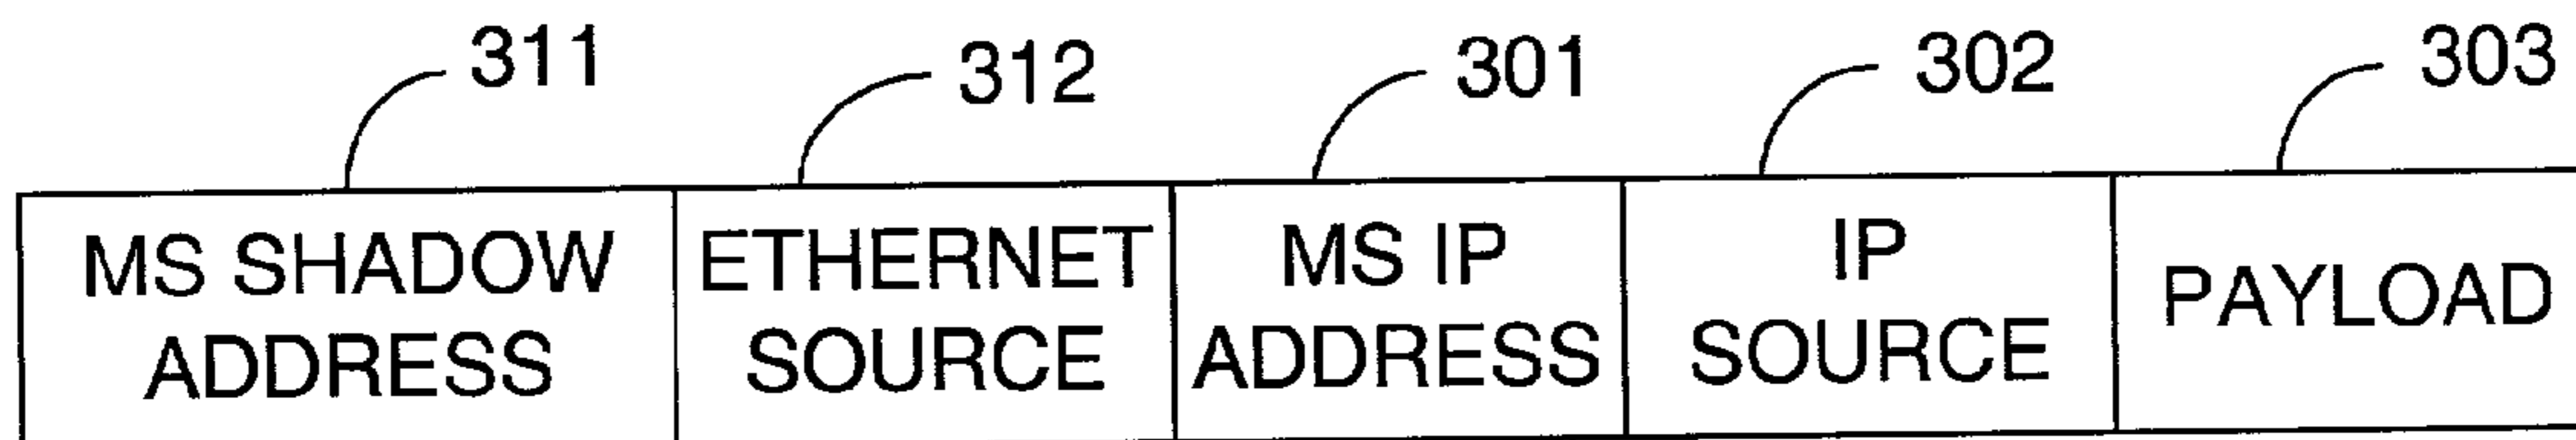 311 312 301 302 303
MS SHADOW ADDRESS
ETHERNET SOURCE
MS IP ADDRESS
IP SOURCE
PAYLOAD